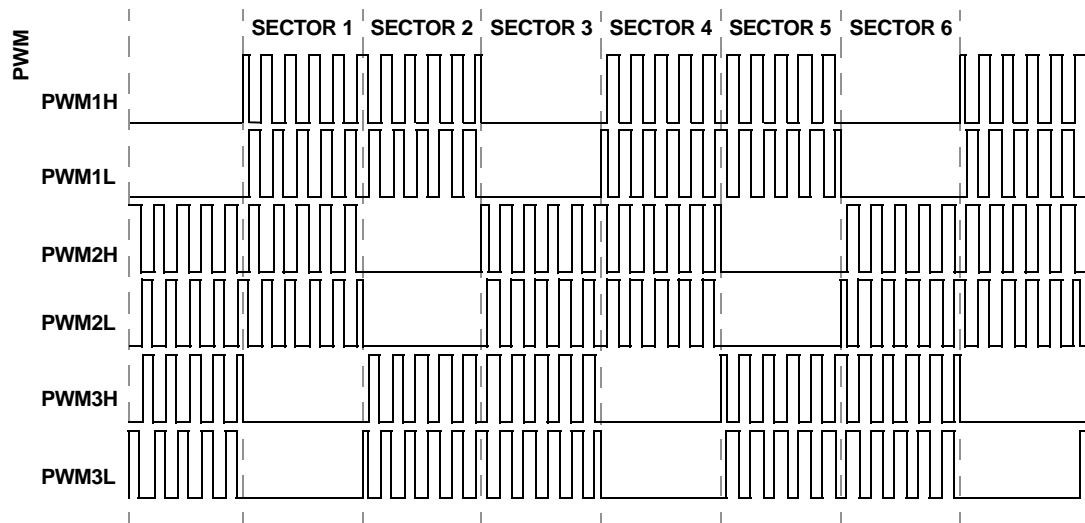 SECTOR 1 SECTOR 2 SECTOR 3 SECTOR 4 SECTOR 5 SECTOR 6
PWM
PWM1H
PWM1L
PWM2H
PWM2L
PWM3H
PWM3L